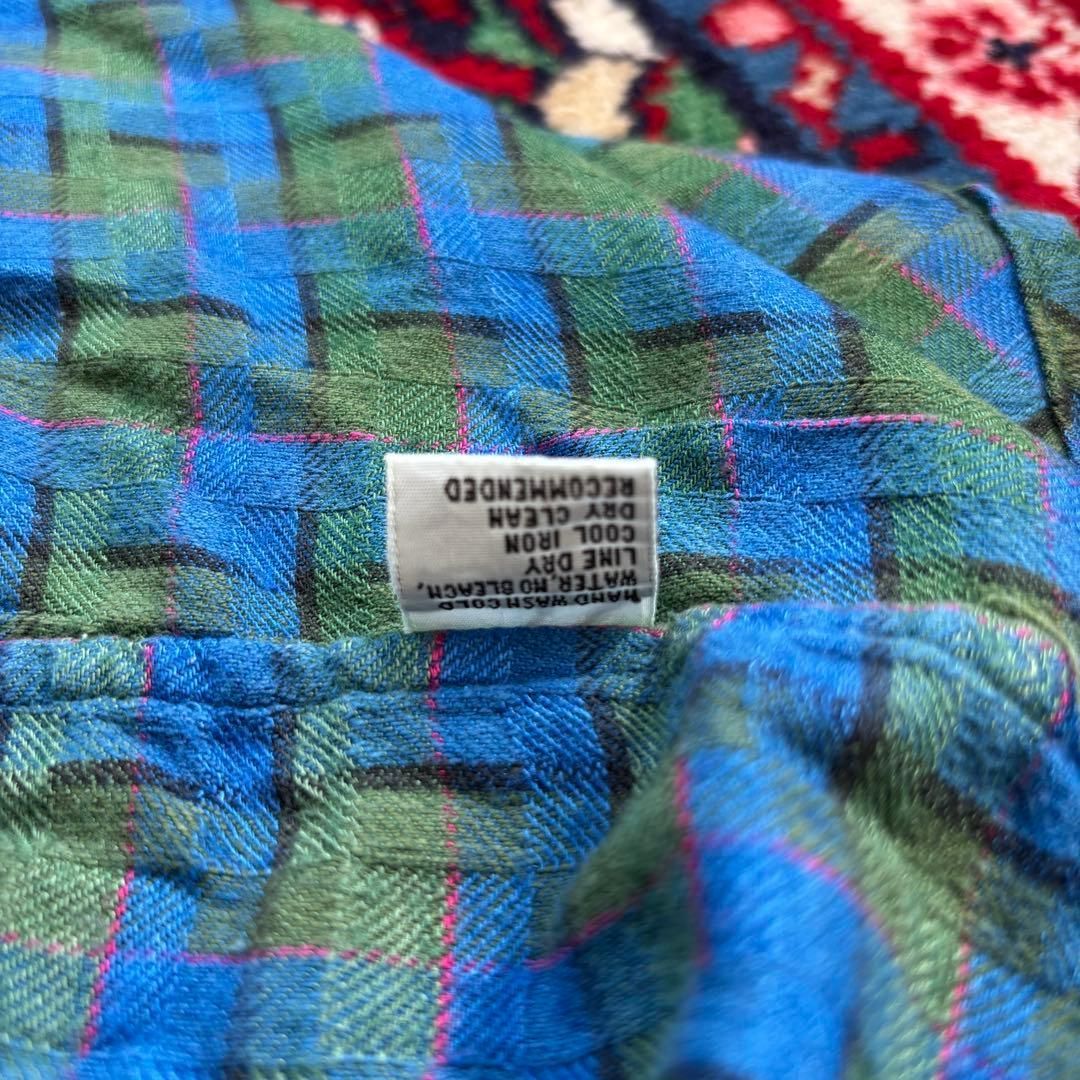 HAND WASH COLD
WATER, NO BLEACH,
LINE DRY
COOL IRON
DRY CLEAN
RECOMMENDED